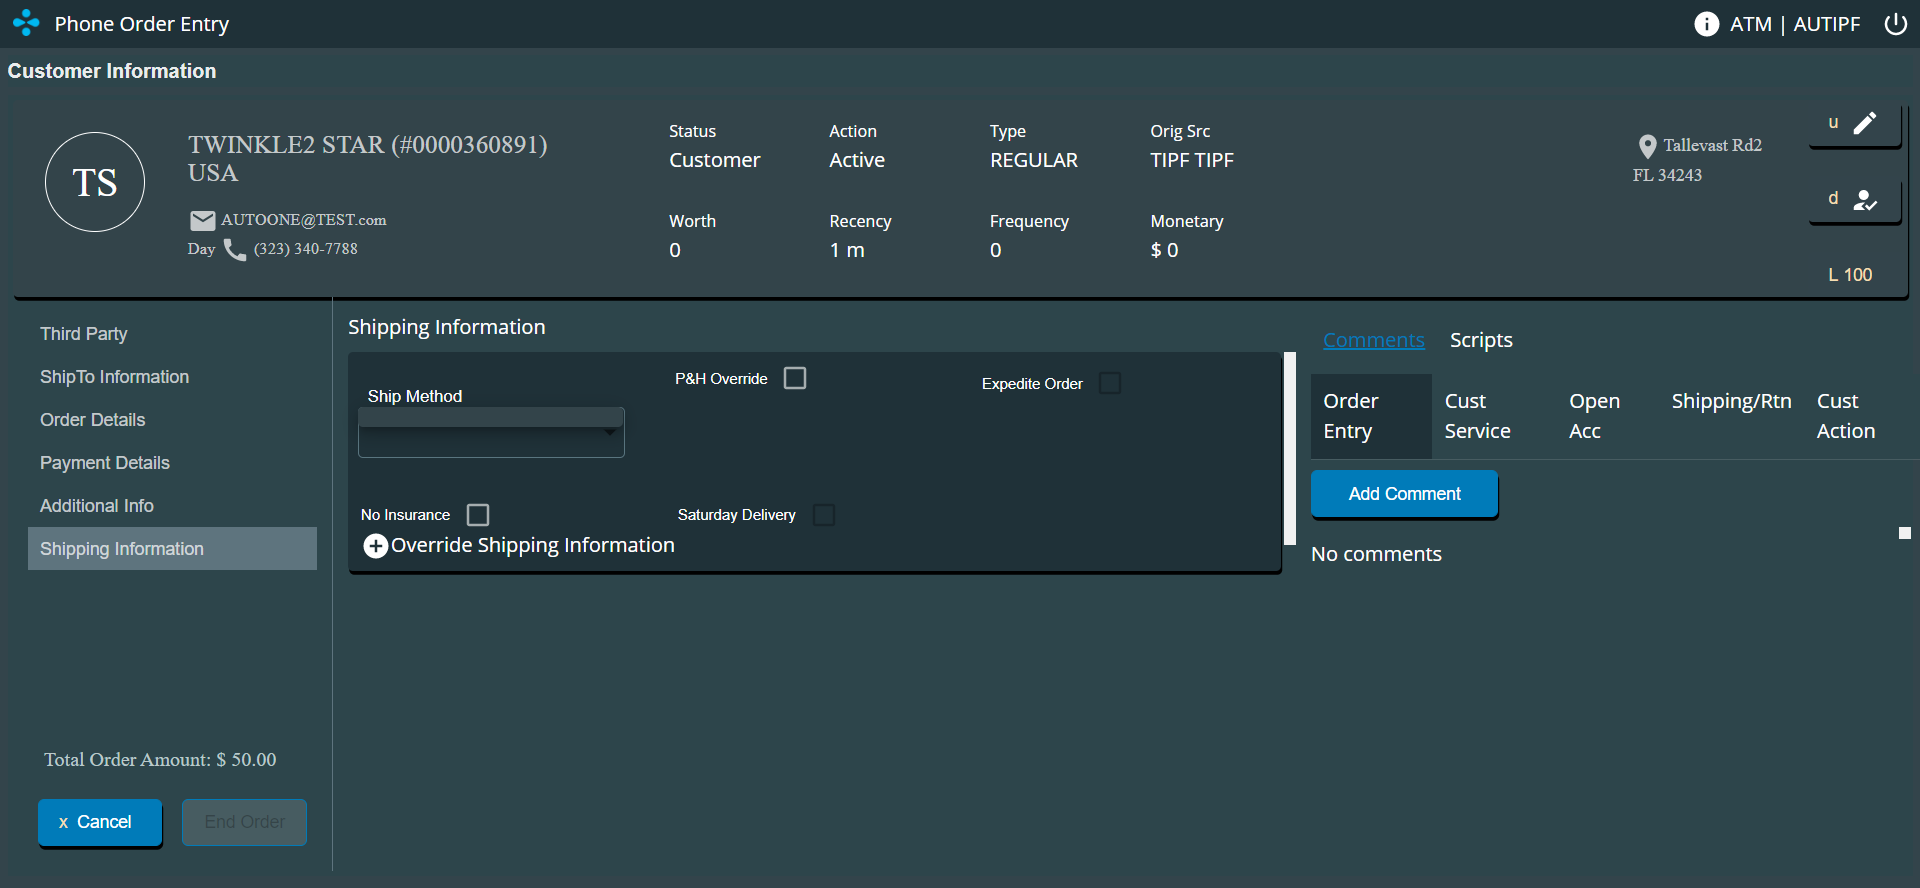 Phone Order Entry
ATM | AUTIPF
Customer Information
TS
TWINKLE2 STAR (#0000360891)
USA
AUTOONE@TEST.com
Day (323) 340-7788
Status
Customer
Action
Active
Type
REGULAR
Orig Src
TIPF TIPF
Worth
0
Recency
1 m
Frequency
0
Monetary
$ 0
Tallevast Rd2
FL 34243
u
d
L 100
Third Party
ShipTo Information
Order Details
Payment Details
Additional Info
Shipping Information
Total Order Amount: $ 50.00
x Cancel
End Order
Shipping Information
Ship Method
P&H Override
Expedite Order
No Insurance
Saturday Delivery
Override Shipping Information
Comments
Scripts
Order
Entry
Cust
Service
Open
Acc
Shipping/Rtn
Cust
Action
Add Comment
No comments